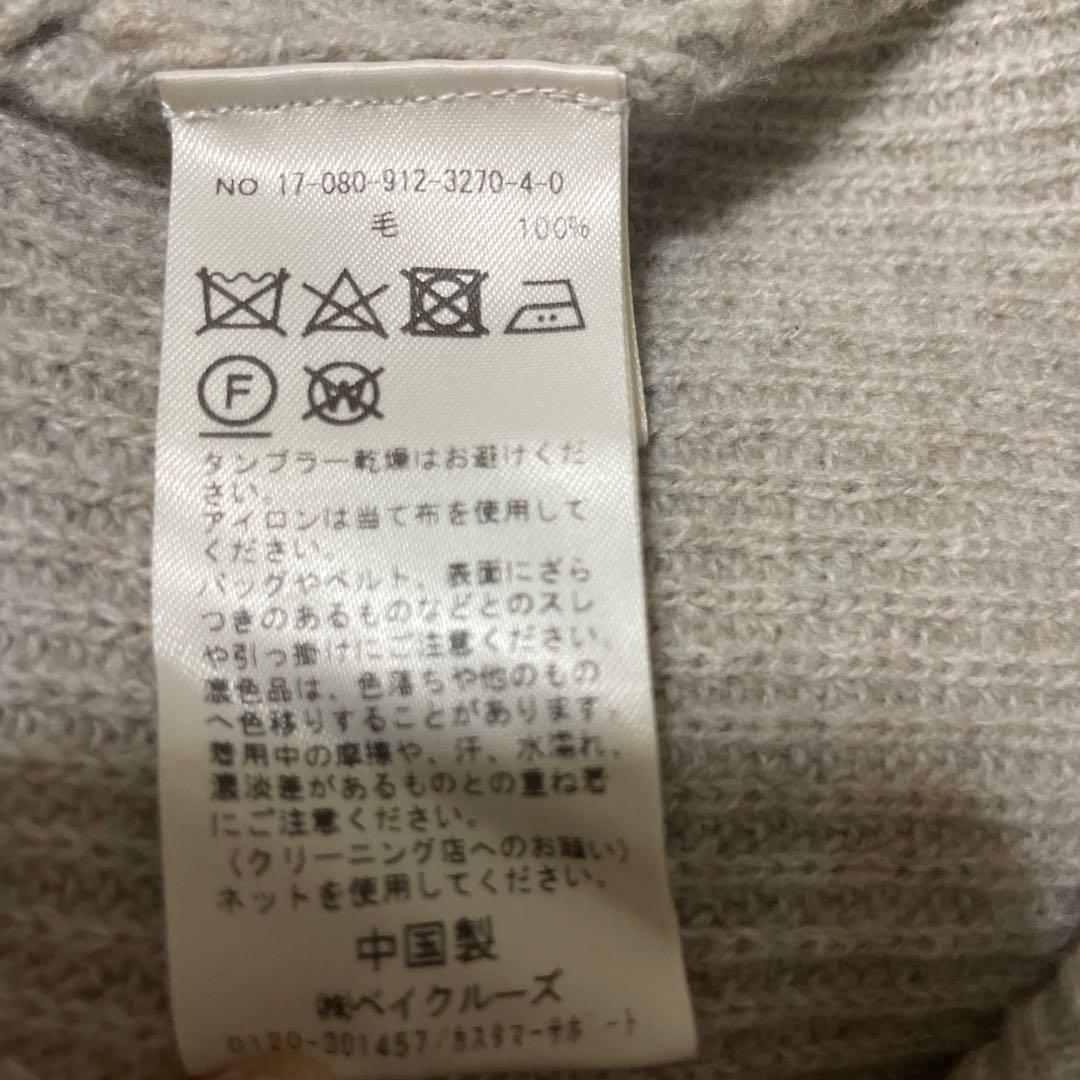 NO 17-080-912-3270-4-0
毛 100%
F
W
タンブラー乾燥はお避けくだ
さい。
アイロンは当て布を使用して
ください。
バッグやベルト、表面にざら
つきのあるものなどとのスレ
や引っ掛けにご注意ください。
濃色品は、色落ちや他のもの
へ色移りすることがあります。
着用中の摩擦や、汗、水濡れ、
濃淡差があるものとの重ね着
にご注意ください。
(クリーニング店へのお願い)
ネットを使用してください。
中国製
㈱ベイクルーズ
0120-301457/カスタマーサポート